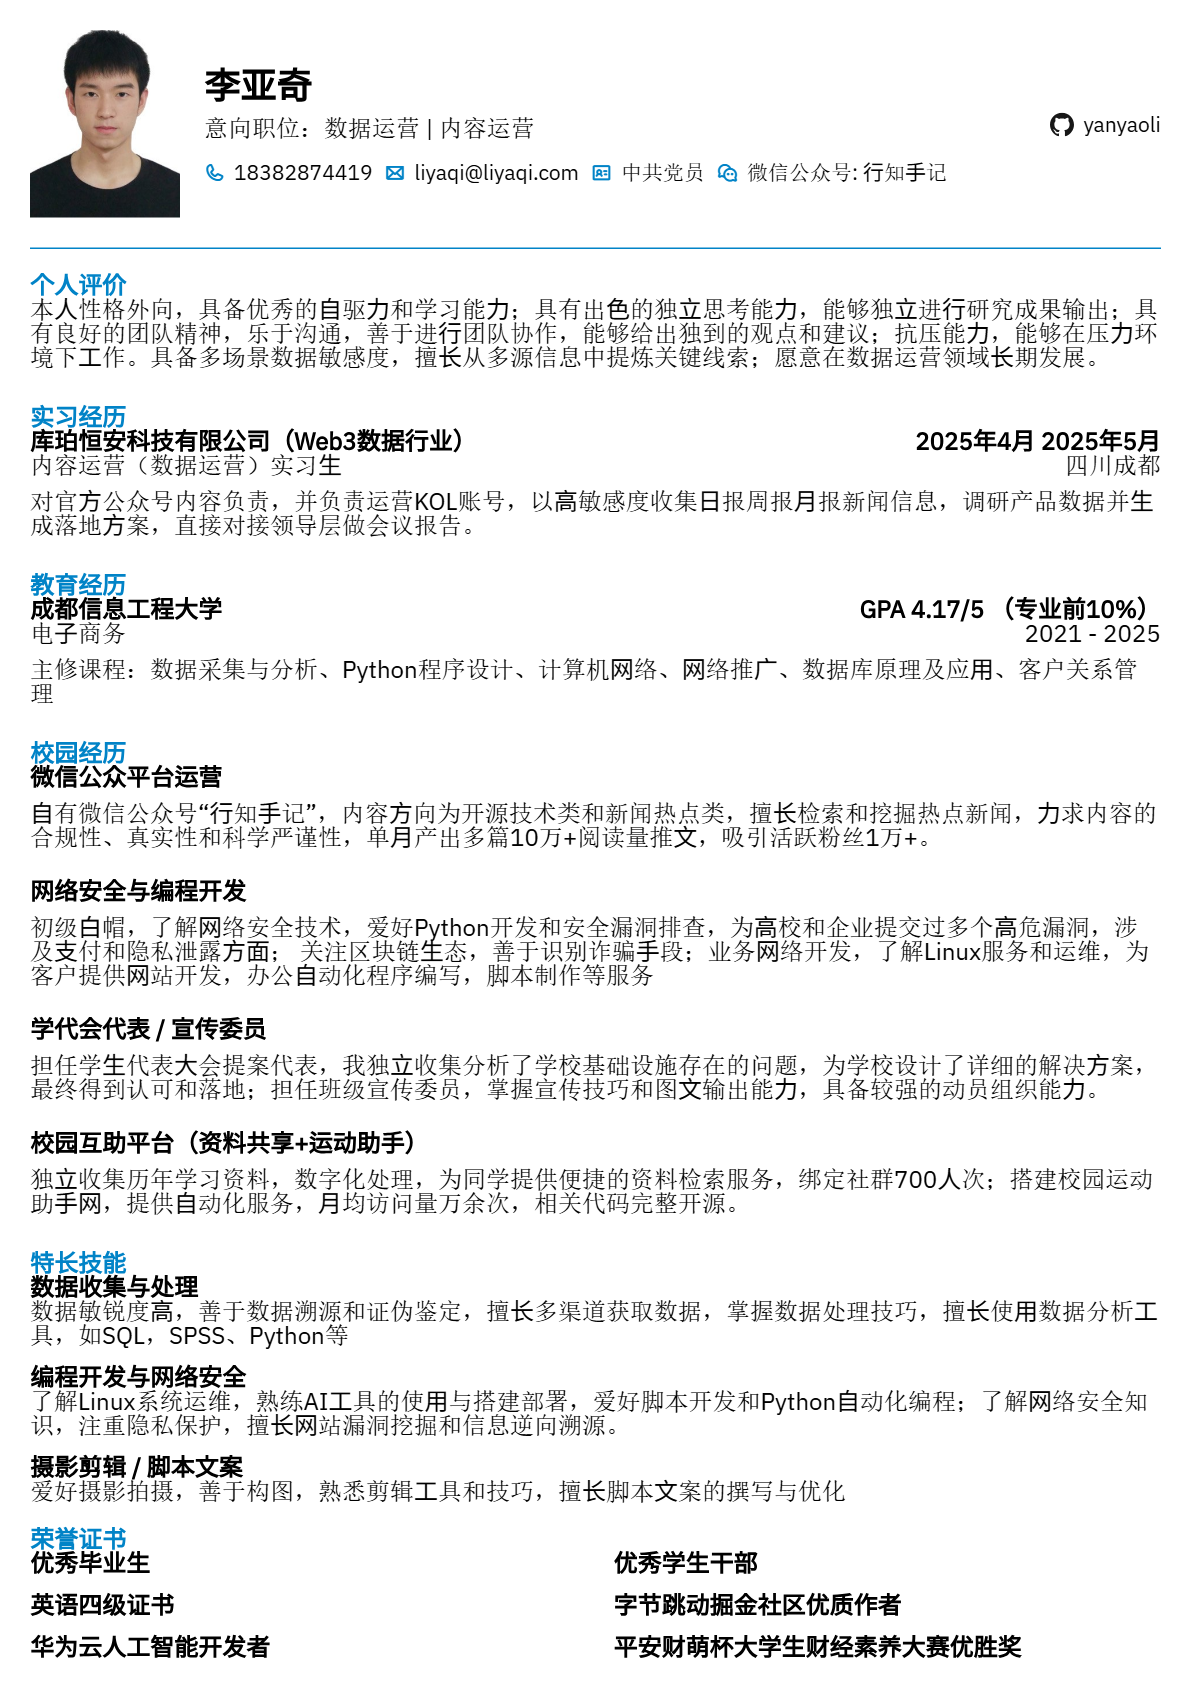 李亚奇
意向职位：数据运营 | 内容运营
yanyaoli
18382874419 liyaqi@liyaqi.com 中共党员 微信公众号: 行知手记
个人评价
本人性格外向，具备优秀的自驱力和学习能力；具有出色的独立思考能力，能够独立进行研究成果输出；具
有良好的团队精神，乐于沟通，善于进行团队协作，能够给出独到的观点和建议；抗压能力，能够在压力环
境下工作。具备多场景数据敏感度，擅长从多源信息中提炼关键线索；愿意在数据运营领域长期发展。
实习经历
库珀恒安科技有限公司（Web3数据行业） 2025年4月 2025年5月
内容运营（数据运营）实习生 四川成都
对官方公众号内容负责，并负责运营KOL账号，以高敏感度收集日报周报月报新闻信息，调研产品数据并生
成落地方案，直接对接领导层做会议报告。
教育经历
成都信息工程大学 GPA 4.17/5 （专业前10%）
电子商务 2021 - 2025
主修课程：数据采集与分析、Python程序设计、计算机网络、网络推广、数据库原理及应用、客户关系管
理
校园经历
微信公众平台运营
自有微信公众号“行知手记”，内容方向为开源技术类和新闻热点类，擅长检索和挖掘热点新闻，力求内容的
合规性、真实性和科学严谨性，单月产出多篇10万+阅读量推文，吸引活跃粉丝1万+。
网络安全与编程开发
初级白帽，了解网络安全技术，爱好Python开发和安全漏洞排查，为高校和企业提交过多个高危漏洞，涉
及支付和隐私泄露方面； 关注区块链生态，善于识别诈骗手段；业务网络开发，了解Linux服务和运维，为
客户提供网站开发，办公自动化程序编写，脚本制作等服务
学代会代表 / 宣传委员
担任学生代表大会提案代表，我独立收集分析了学校基础设施存在的问题，为学校设计了详细的解决方案，
最终得到认可和落地；担任班级宣传委员，掌握宣传技巧和图文输出能力，具备较强的动员组织能力。
校园互助平台（资料共享+运动助手）
独立收集历年学习资料，数字化处理，为同学提供便捷的资料检索服务，绑定社群700人次；搭建校园运动
助手网，提供自动化服务，月均访问量万余次，相关代码完整开源。
特长技能
数据收集与处理
数据敏锐度高，善于数据溯源和证伪鉴定，擅长多渠道获取数据，掌握数据处理技巧，擅长使用数据分析工
具，如SQL，SPSS、Python等
编程开发与网络安全
了解Linux系统运维，熟练AI工具的使用与搭建部署，爱好脚本开发和Python自动化编程；了解网络安全知
识，注重隐私保护，擅长网站漏洞挖掘和信息逆向溯源。
摄影剪辑 / 脚本文案
爱好摄影拍摄，善于构图，熟悉剪辑工具和技巧，擅长脚本文案的撰写与优化
荣誉证书
优秀毕业生 优秀学生干部
英语四级证书 字节跳动掘金社区优质作者
华为云人工智能开发者 平安财萌杯大学生财经素养大赛优胜奖